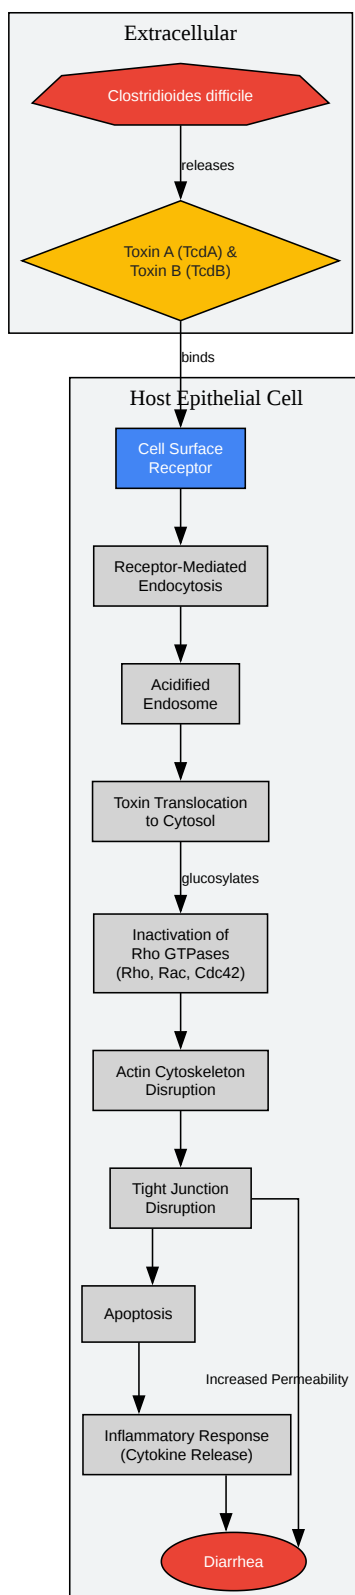 Extracellular
Clostridioides difficile
releases
Toxin A (TcdA) &
Toxin B (TcdB)
binds
Host Epithelial Cell
Cell Surface
Receptor
Receptor-Mediated
Endocytosis
Acidified
Endosome
Toxin Translocation
to Cytosol
glucosylates
Inactivation of
Rho GTPases
(Rho, Rac, Cdc42)
Actin Cytoskeleton
Disruption
Tight Junction
Disruption
Apoptosis
Increased Permeability
Inflammatory Response
(Cytokine Release)
Diarrhea